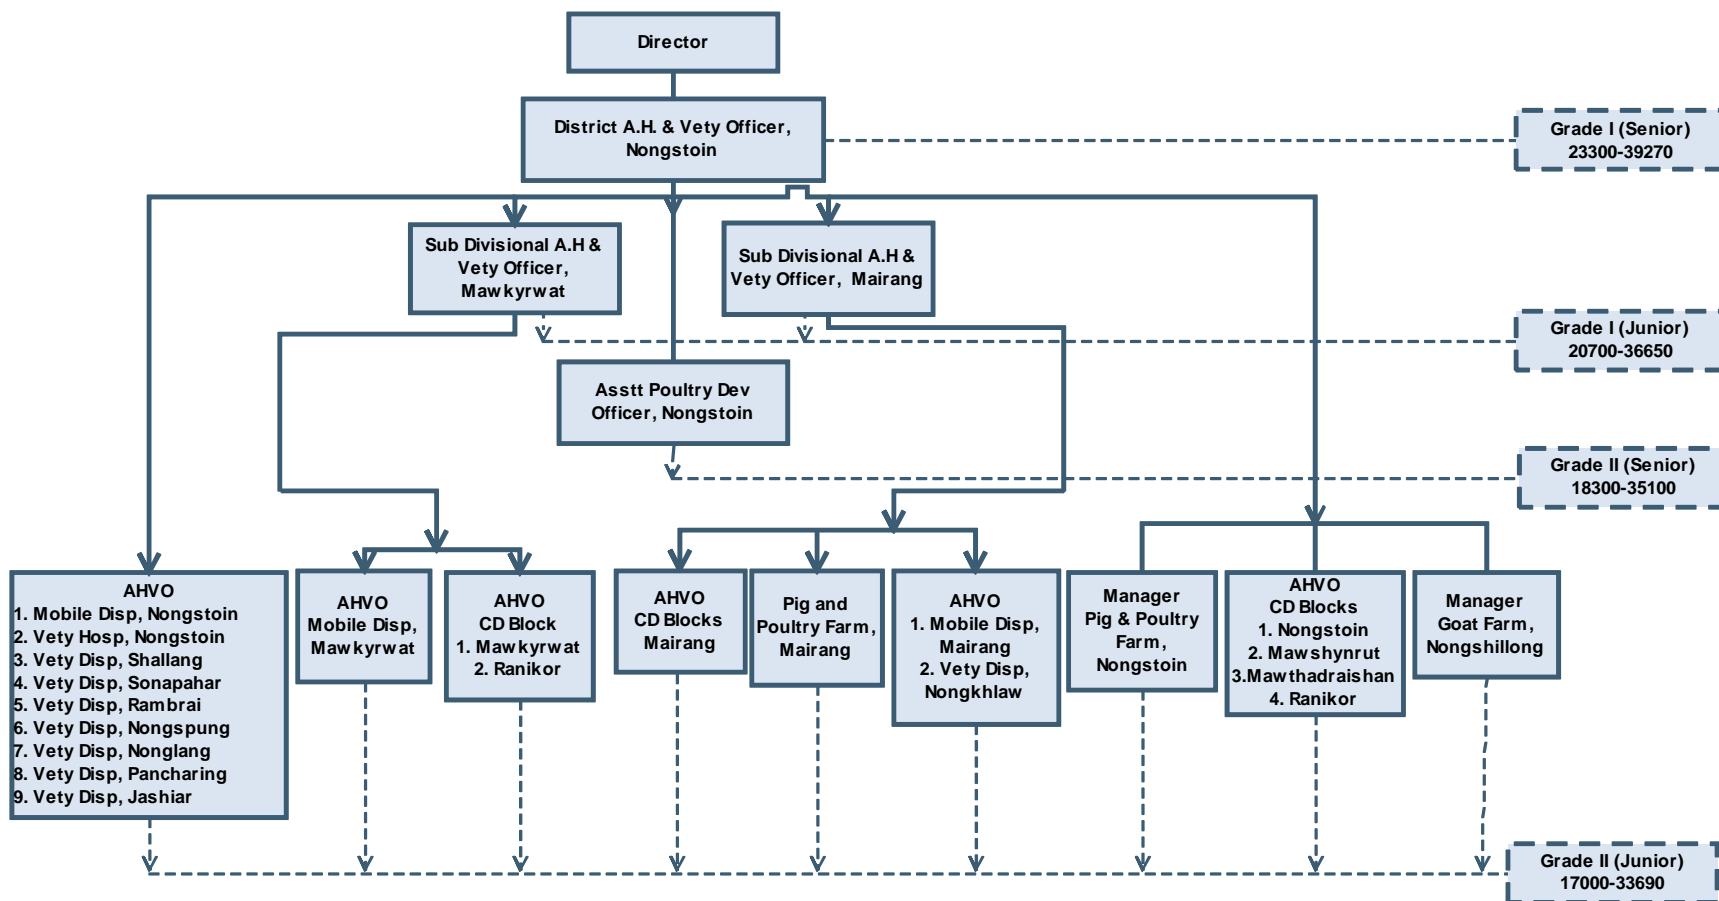 Director
District A.H. & Vety Officer,
Nongstoin
Grade I (Senior)
23300-39270
Sub Divisional A.H &
Vety Officer,
Mawkyrwat
Sub Divisional A.H &
Vety Officer, Mairang
Grade I (Junior)
20700-36650
Asstt Poultry Dev
Officer, Nongstoin
Grade II (Senior)
18300-35100
AHVO
1. Mobile Disp, Nongstoin
2. Vety Hosp, Nongstoin
3. Vety Disp, Shallang
4. Vety Disp, Sonapahar
5. Vety Disp, Rambrai
6. Vety Disp, Nongspung
7. Vety Disp, Nonglang
8. Vety Disp, Pancharing
9. Vety Disp, Jashiar
AHVO
Mobile Disp,
Mawkyrwat
AHVO
CD Block
1. Mawkyrwat
2. Ranikor
AHVO
CD Blocks
Mairang
Pig and
Poultry Farm,
Mairang
AHVO
1. Mobile Disp,
Mairang
2. Vety Disp,
Nongkhlaw
Manager
Pig & Poultry
Farm,
Nongstoin
AHVO
CD Blocks
1. Nongstoin
2. Mawshynrut
3.Mawthadraishan
4. Ranikor
Manager
Goat Farm,
Nongshillong
Grade II (Junior)
17000-33690